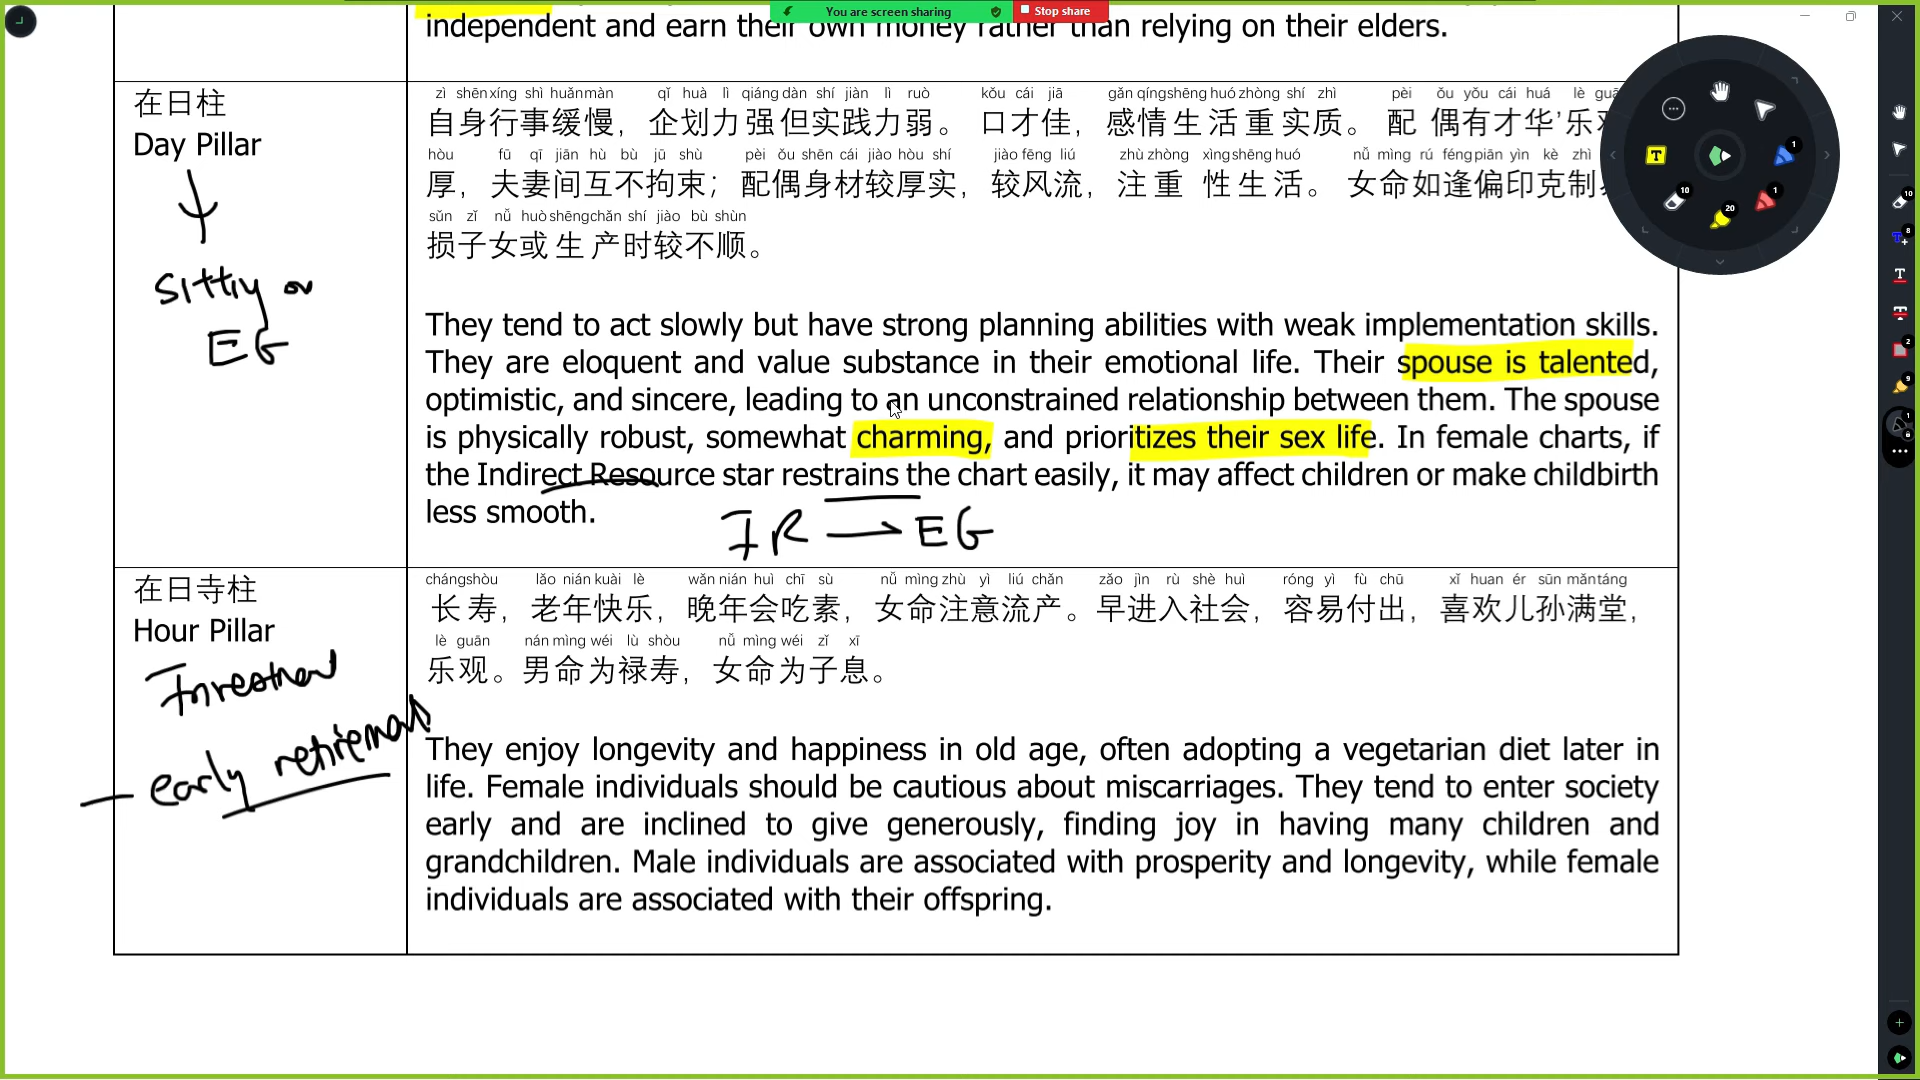 You are screen sharing
Stop share
independent and earn their own money rather than relying on their elders.
在日柱
Day Pillar
Sitting on
EG
zì shēn xíng shì huǎn màn qǐ huà lì qiáng dàn shí jiàn lì ruò kǒu cái jiā gǎn qíng shēng huó zhòng shí zhì pèi ǒu yǒu cái huá lè
自身行事缓慢，企划力强但实践力弱。口才佳，感情生活重实质。配偶有才华’乐
hòu fū qī jiān hù bù jū shù pèi ǒu shēn cái jiào hòu shí jiào fēng liú zhù zhòng xìng shēng huó nǚ mìng rú féng piān yìn kè zhì
厚，夫妻间互不拘束；配偶身材较厚实，较风流，注重性生活。女命如逢偏印克制
sǔn zǐ nǚ huò shēng chǎn shí jiào bù shùn
损子女或生产时较不顺。
They tend to act slowly but have strong planning abilities with weak implementation skills.
They are eloquent and value substance in their emotional life. Their spouse is talented,
optimistic, and sincere, leading to an unconstrained relationship between them. The spouse
is physically robust, somewhat charming, and prioritizes their sex life. In female charts, if
the Indirect Resource star restrains the chart easily, it may affect children or make childbirth
less smooth.
IR → EG
在日寺柱
Hour Pillar
early retirement
cháng shòu lǎo nián kuài lè wǎn nián huì chī sù nǚ mìng zhù yì liú chǎn zǎo jìn rù shè huì róng yì fù chū xǐ huan ér sūn mǎn táng
长寿，老年快乐，晚年会吃素，女命注意流产。早进入社会，容易付出，喜欢儿孙满堂，
lè guān nán mìng wéi lù shòu nǚ mìng wéi zǐ xī
乐观。男命为禄寿，女命为子息。
They enjoy longevity and happiness in old age, often adopting a vegetarian diet later in
life. Female individuals should be cautious about miscarriages. They tend to enter society
early and are inclined to give generously, finding joy in having many children and
grandchildren. Male individuals are associated with prosperity and longevity, while female
individuals are associated with their offspring.